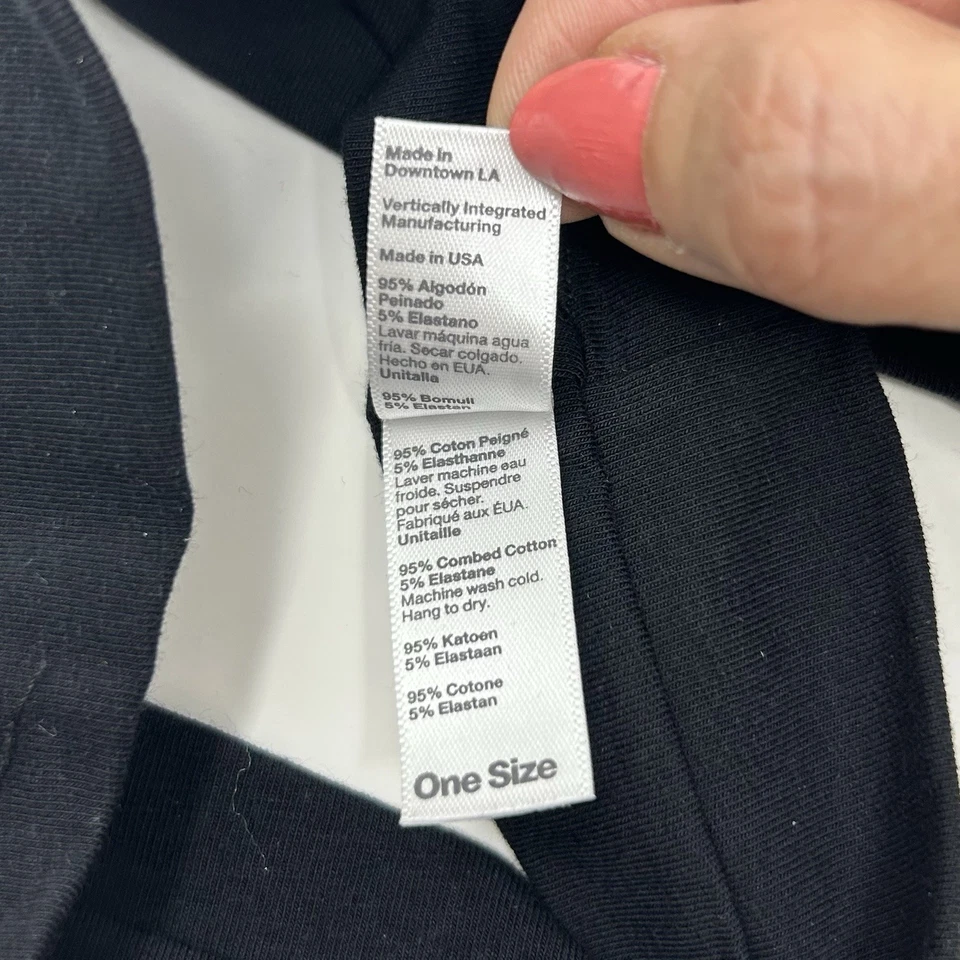 Made in
Downtown LA
Vertically Integrated
Manufacturing
Made in USA
95% Algodón
Peinado
5% Elastano
Lavar máquina agua
fría. Secar colgado.
Hecho en EUA.
Unitalla
95% Bomull
5% Elastan
95% Coton Peigné
5% Elasthanne
Laver machine eau
froide. Suspendre
pour sécher.
Fabriqué aux ÉUA.
Unitaille
95% Combed Cotton
5% Elastane
Machine wash cold.
Hang to dry.
95% Katoen
5% Elastaan
95% Cotone
5% Elastan
One Size